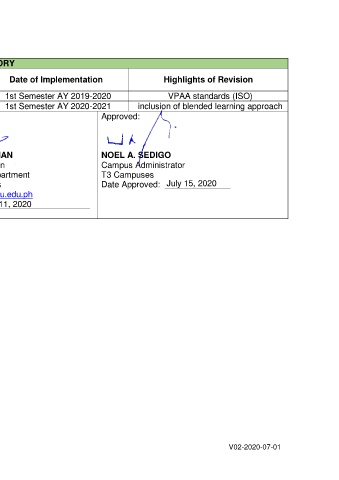 ORY
Date of Implementation Highlights of Revision
1st Semester AY 2019-2020 VPAA standards (ISO)
1st Semester AY 2020-2021 inclusion of blended learning approach
Approved:
NAN NOEL A. SEDIGO
n Campus Administrator
partment T3 Campuses
s Date Approved: July 15, 2020
u.edu.ph
11, 2020
V02-2020-07-01